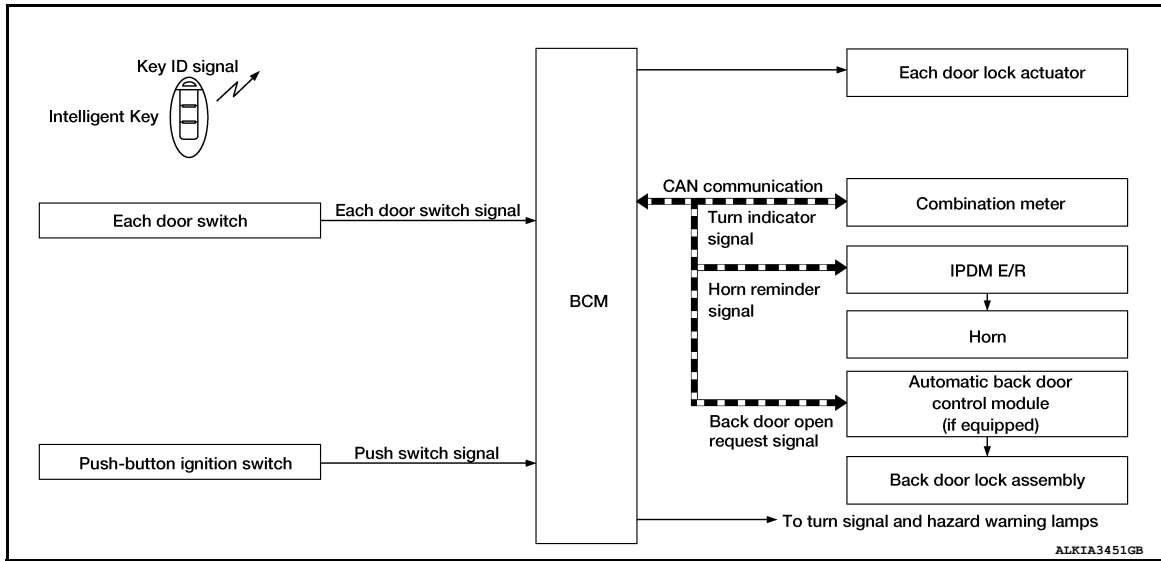 Key ID signal
Intelligent Key
Each door switch
Each door switch signal
Push-button ignition switch
Push switch signal
BCM
Each door lock actuator
CAN communication
Combination meter
Turn indicator
signal
IPDM E/R
Horn reminder
signal
Horn
Automatic back door
control module
(if equipped)
Back door open
request signal
Back door lock assembly
To turn signal and hazard warning lamps
ALKIA3451GB